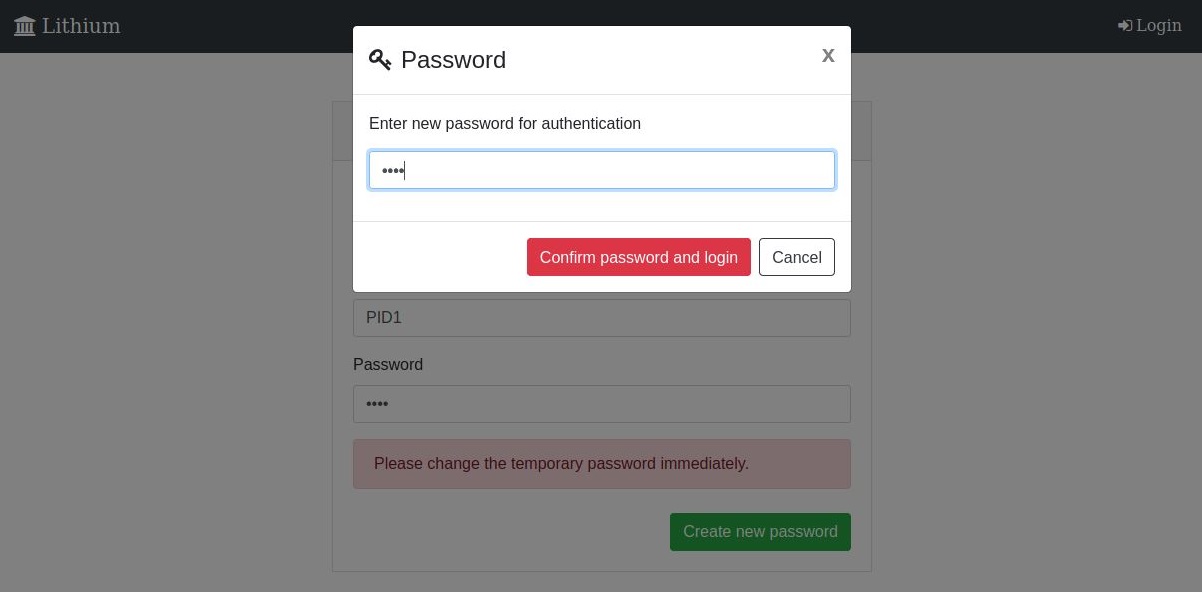 Lithium
Login
Password
X
Enter new password for authentication
••••
Confirm password and login
Cancel
PID1
Password
••••
Please change the temporary password immediately.
Create new password